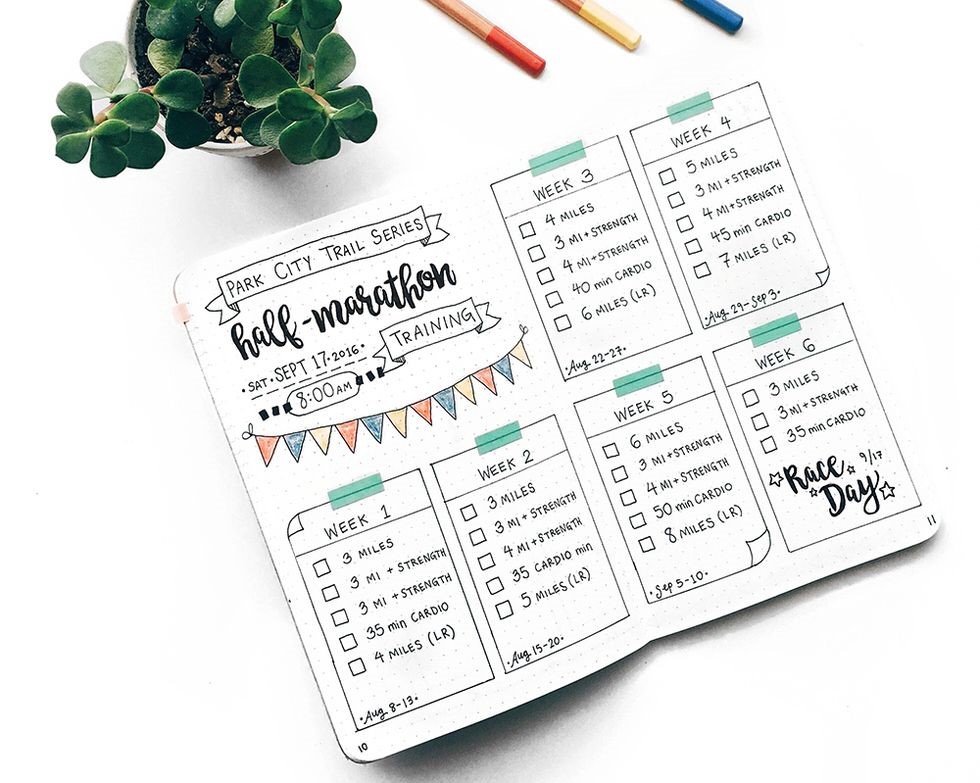 PARK CITY TRAIL SERIES
half-marathon
TRAINING
• SAT • SEPT 17 • 2016 •
8:00 AM
WEEK 1
3 MILES
3 MI + STRENGTH
3 MI + STRENGTH
35 min CARDIO
4 MILES (LR)
• Aug 8-13 •
10
WEEK 2
3 MILES
3 MI + STRENGTH
4 MI + STRENGTH
35 CARDIO min
5 MILES (LR)
• Aug 15-20 •
WEEK 3
4 MILES
3 MI + STRENGTH
4 MI + STRENGTH
40 min CARDIO
6 MILES (LR)
• Aug 22-27 •
WEEK 4
5 MILES
3 MI + STRENGTH
4 MI + STRENGTH
45 min CARDIO
7 MILES (LR)
• Aug 29 - Sep 3 •
WEEK 5
6 MILES
3 MI + STRENGTH
4 MI + STRENGTH
50 min CARDIO
8 MILES (LR)
• Sep 5-10 •
WEEK 6
3 MILES
3 MI + STRENGTH
35 min CARDIO
Race 9/17
Day
11